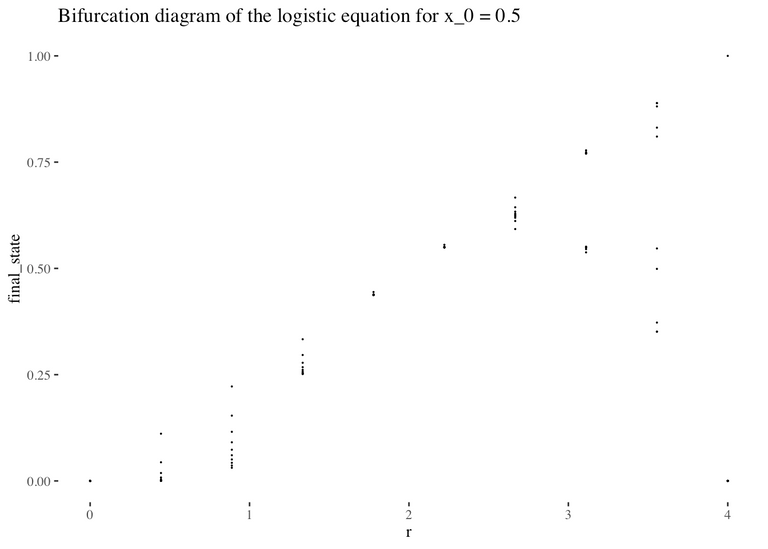 Bifurcation diagram of the logistic equation for x_0 = 0.5
1.00
0.75
0.50
0.25
0.00
final_state
0 1 2 3 4
r